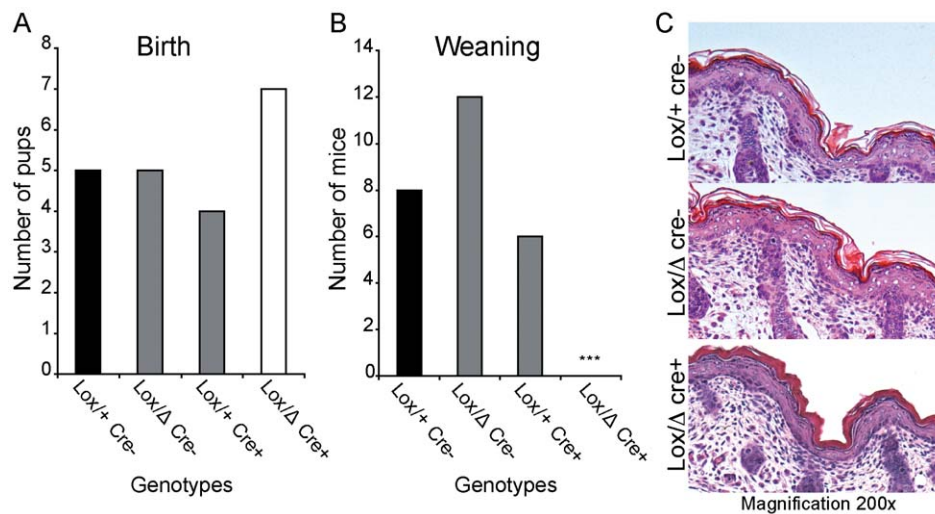 A
Birth
Number of pups
8
7
6
5
4
3
2
1
0
Lox/+ Cre-
Lox/Δ Cre-
Lox/+ Cre+
Lox/Δ Cre+
Genotypes
B
Weaning
Number of mice
14
12
10
8
6
4
2
0
***
Lox/+ Cre-
Lox/Δ Cre-
Lox/+ Cre+
Lox/Δ Cre+
Genotypes
C
Lox/+ cre-
Lox/Δ cre-
Lox/Δ cre+
Magnification 200x